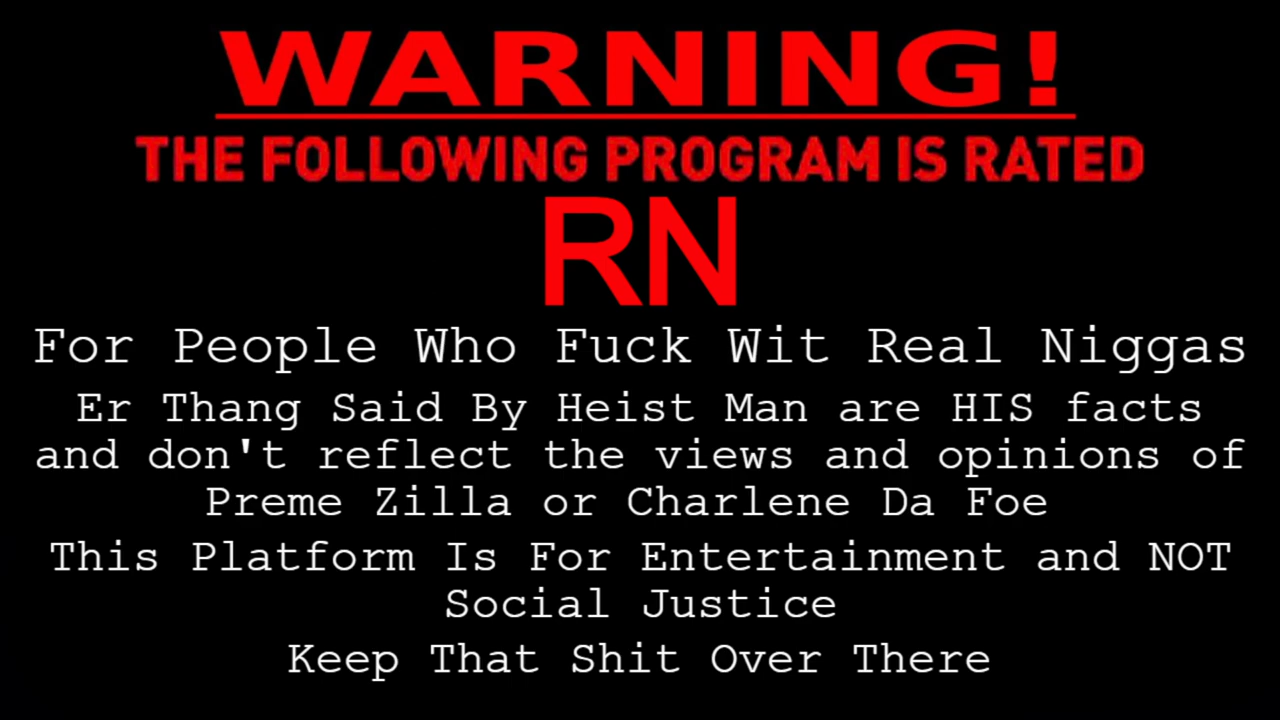 WARNING!
THE FOLLOWING PROGRAM IS RATED
RN
For People Who Fuck Wit Real Niggas
Er Thang Said By Heist Man are HIS facts
and don't reflect the views and opinions of
Preme Zilla or Charlene Da Foe
This Platform Is For Entertainment and NOT
Social Justice
Keep That Shit Over There